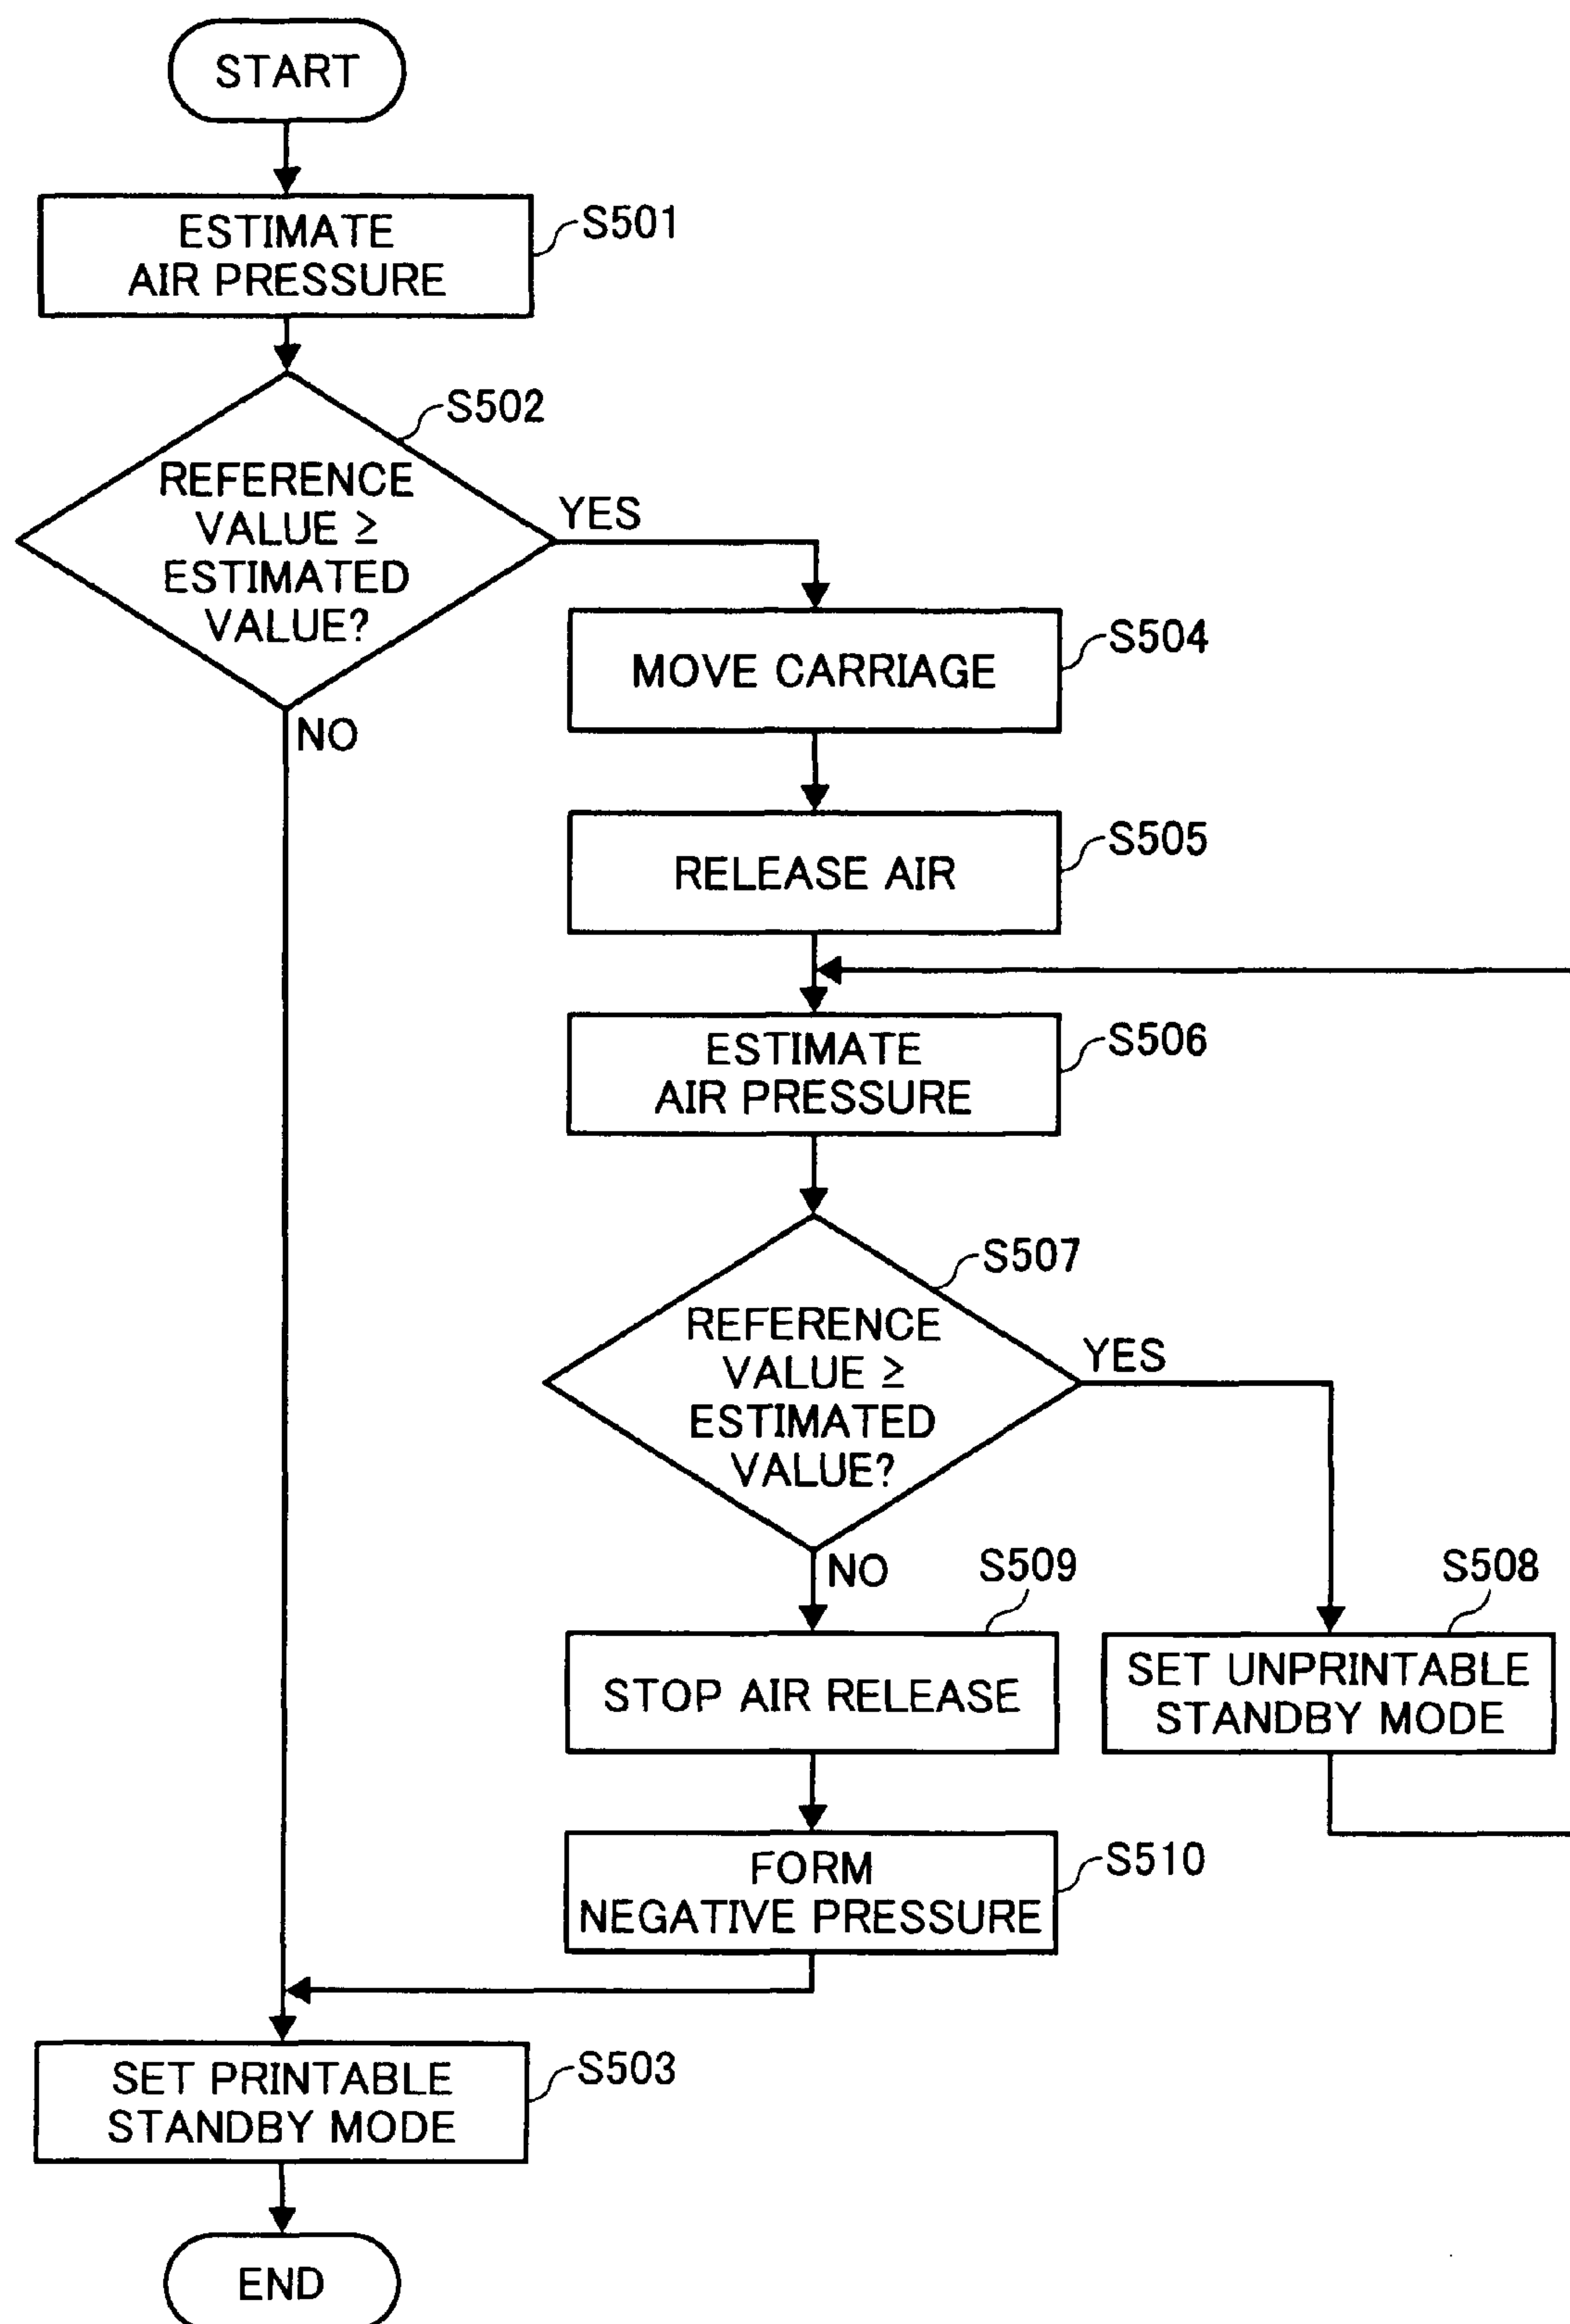 START
ESTIMATE
AIR PRESSURE
S501
S502
REFERENCE
VALUE ≥
ESTIMATED
VALUE?
YES
NO
MOVE CARRIAGE
S504
RELEASE AIR
S505
ESTIMATE
AIR PRESSURE
S506
S507
REFERENCE
VALUE ≥
ESTIMATED
VALUE?
YES
NO
S509
STOP AIR RELEASE
S508
SET UNPRINTABLE
STANDBY MODE
FORM
NEGATIVE PRESSURE
S510
SET PRINTABLE
STANDBY MODE
S503
END